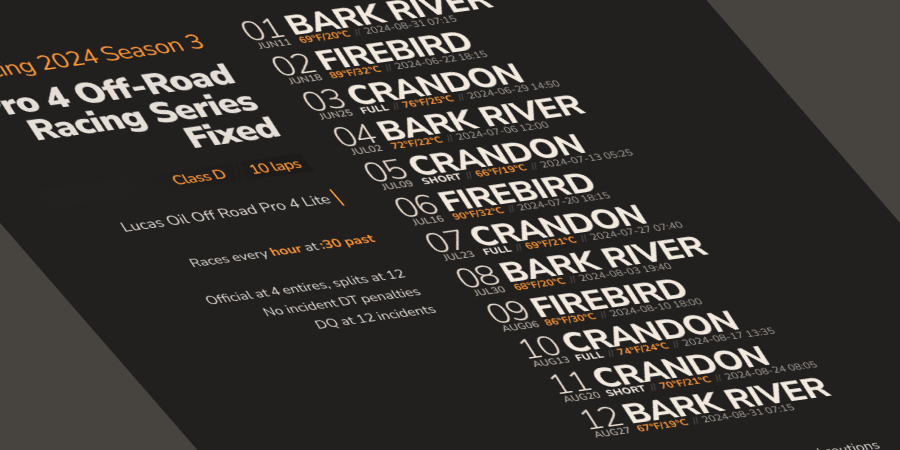 ing 2024 Season 3
ro 4 Off-Road
Racing Series
Fixed
Class D
10 laps
Lucas Oil Off Road Pro 4 Lite
Races every hour at :30 past
Official at 4 entires, splits at 12
No incident DT penalties
DQ at 12 incidents
01 BARK RIVER
JUN11 69°F/20°C // 2024-08-31 07:15
02 FIREBIRD
JUN18 89°F/32°C // 2024-06-22 18:15
03 CRANDON
JUN25 FULL // 76°F/25°C // 2024-06-29 14:50
04 BARK RIVER
JUL02 72°F/22°C // 2024-07-06 12:00
05 CRANDON
JUL09 SHORT // 66°F/19°C // 2024-07-13 05:25
06 FIREBIRD
JUL16 90°F/32°C // 2024-07-20 18:15
07 CRANDON
JUL23 FULL // 69°F/21°C // 2024-07-27 07:40
08 BARK RIVER
JUL30 68°F/20°C // 2024-08-03 19:40
09 FIREBIRD
AUG06 86°F/30°C // 2024-08-10 18:00
10 CRANDON
AUG13 FULL // 74°F/24°C // 2024-08-17 13:35
11 CRANDON
AUG20 SHORT // 70°F/21°C // 2024-08-24 08:05
12 BARK RIVER
AUG27 67°F/19°C // 2024-08-31 07:15